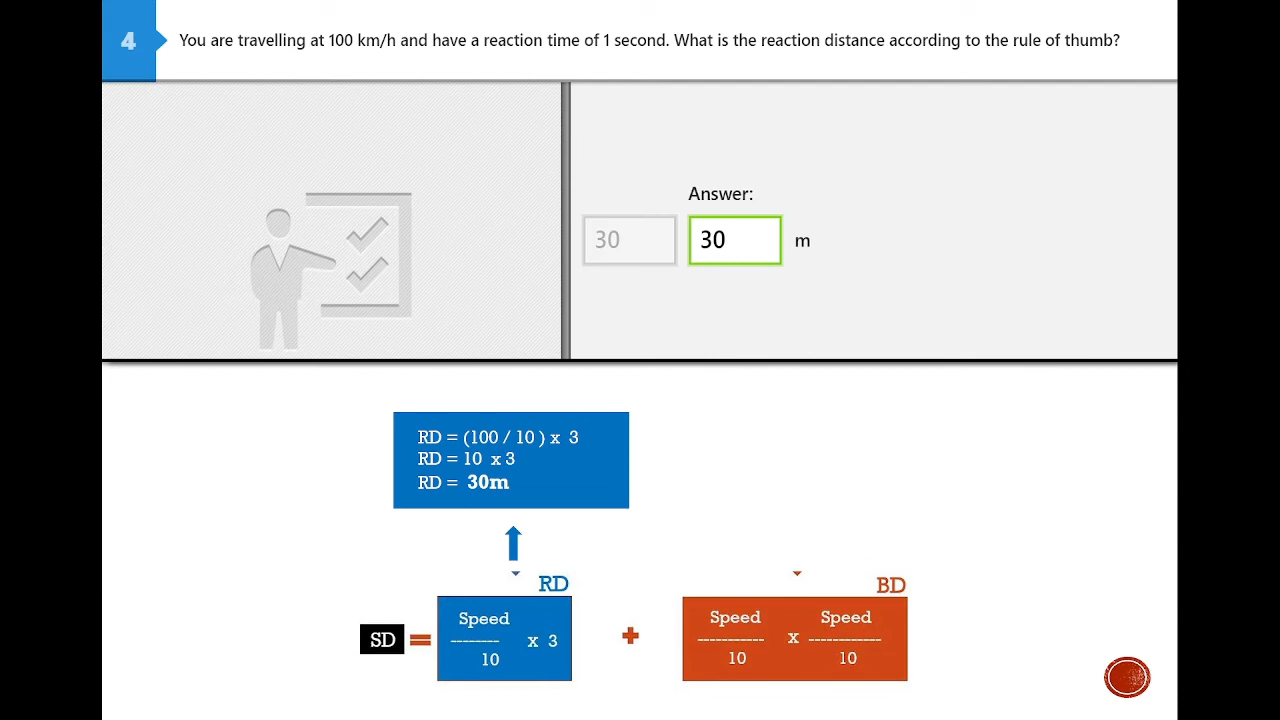 4
You are travelling at 100 km/h and have a reaction time of 1 second. What is the reaction distance according to the rule of thumb?
Answer:
30
30
m
RD = (100 / 10 ) x 3
RD = 10 x 3
RD = 30m
RD
BD
SD = Speed
--------
10
x 3
+
Speed
-----------
10
x
Speed
------------
10